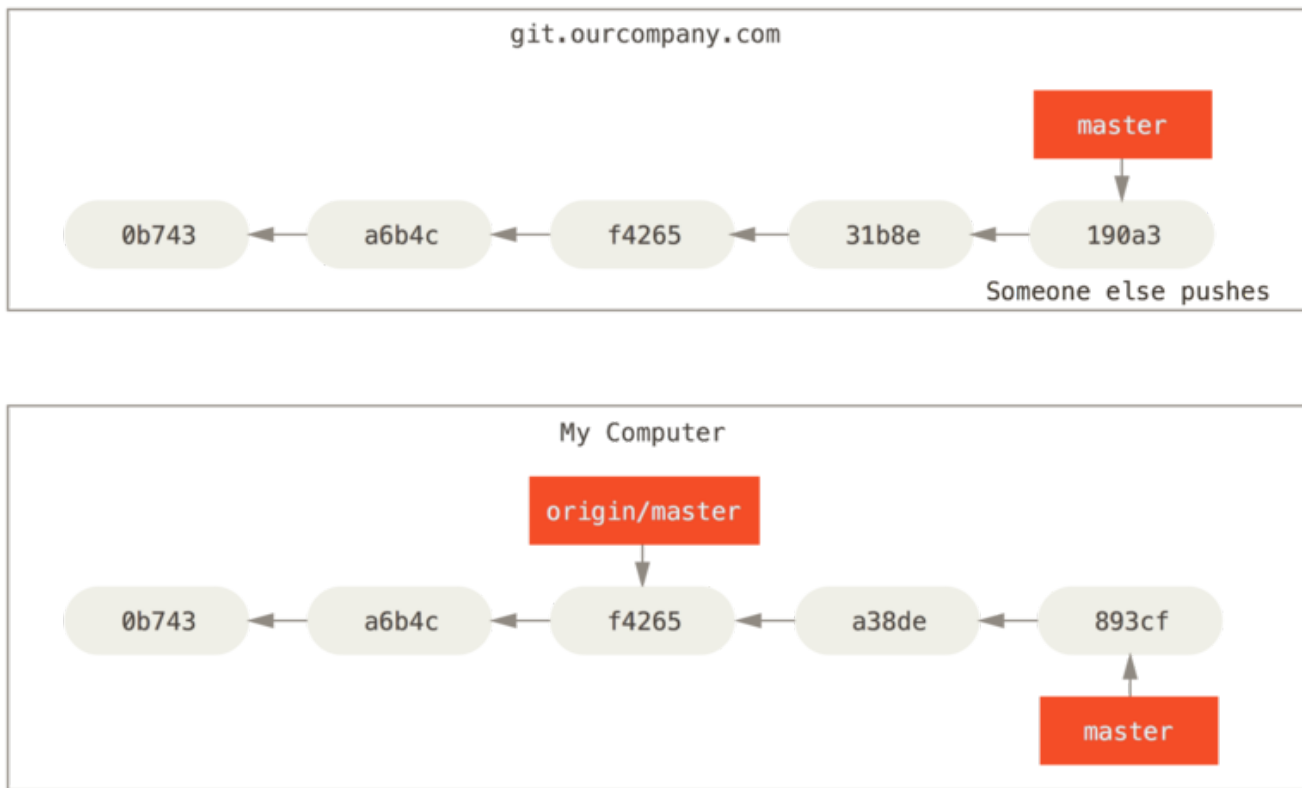 git.ourcompany.com
master
0b743 a6b4c f4265 31b8e 190a3
Someone else pushes
My Computer
origin/master
0b743 a6b4c f4265 a38de 893cf
master